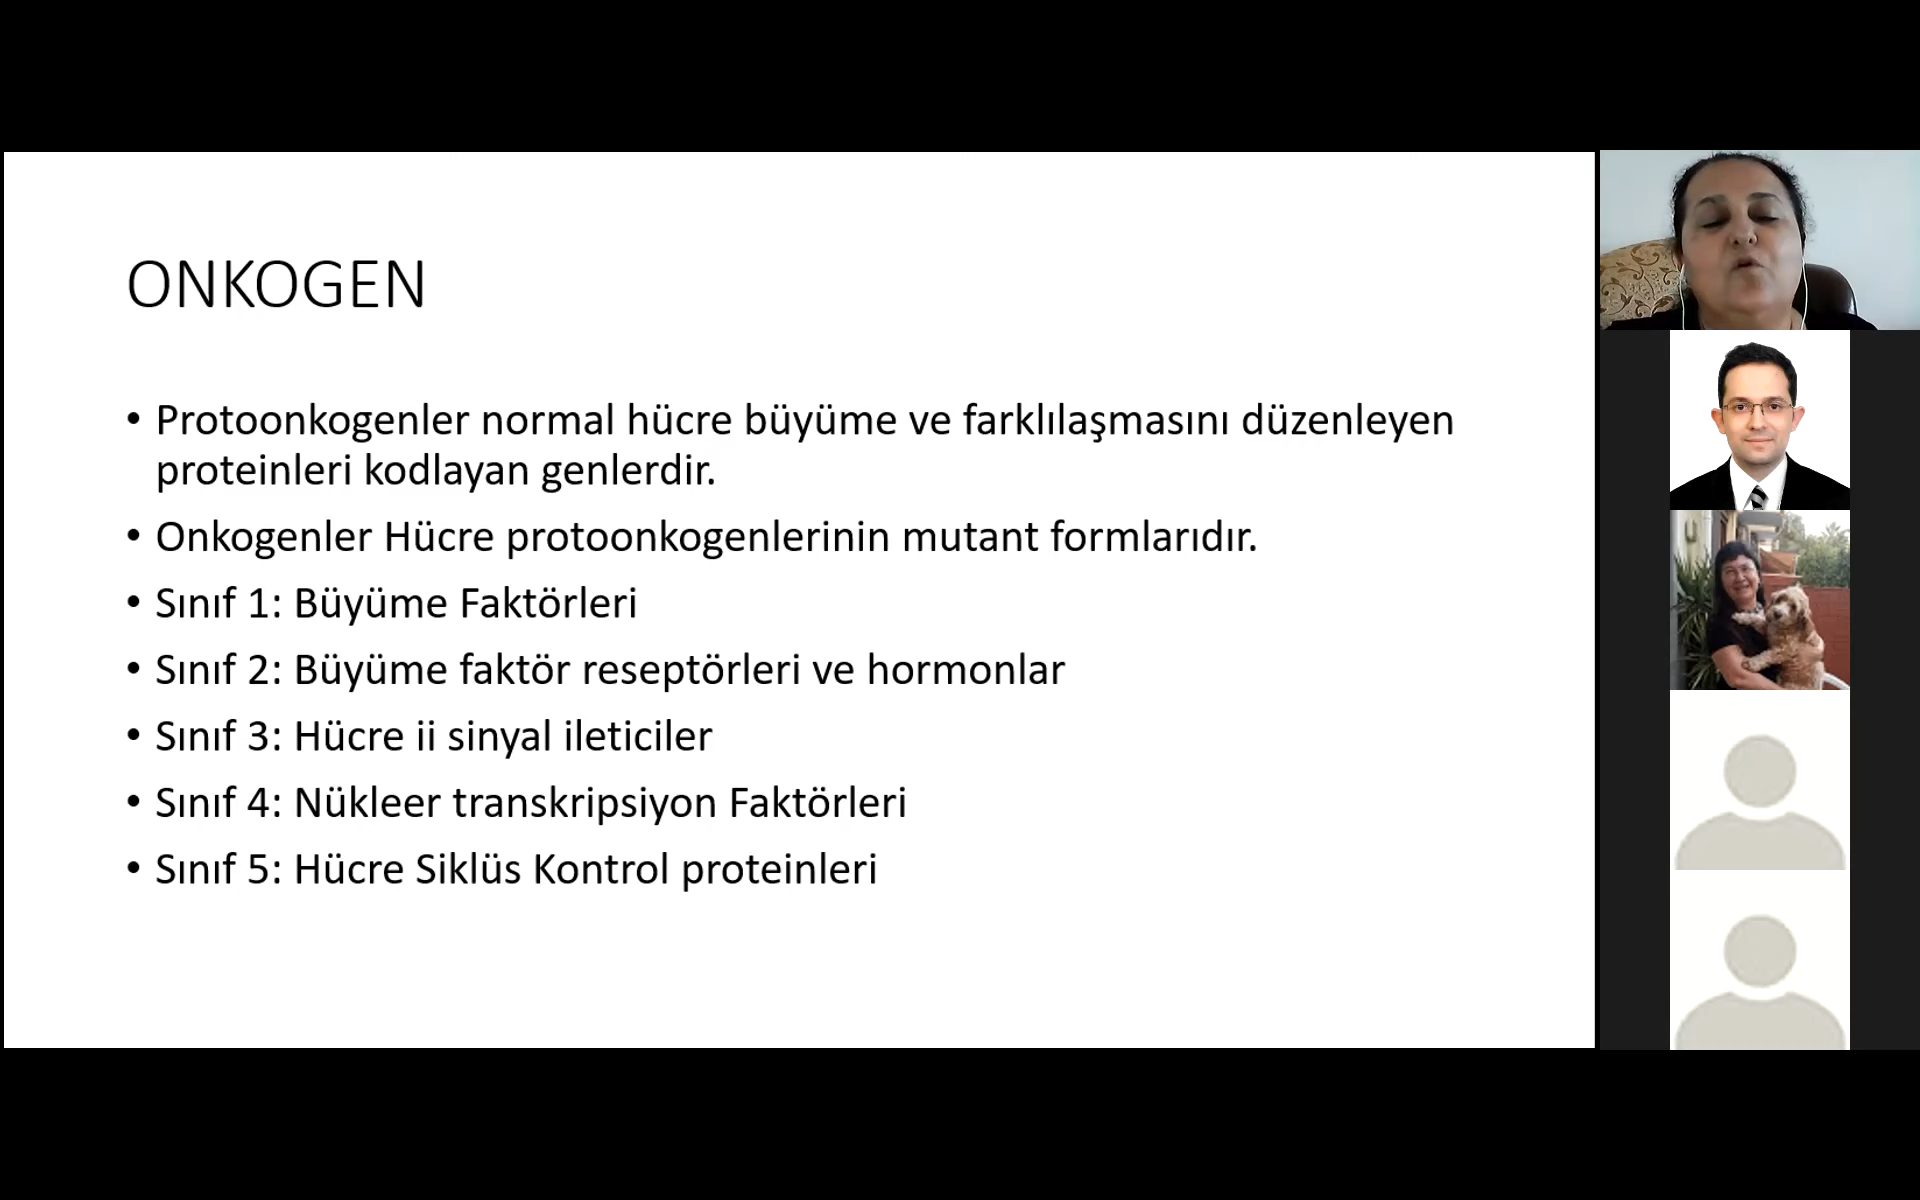 ONKOGEN
• Protoonkogenler normal hücre büyüme ve farklılaşmasını düzenleyen
proteinleri kodlayan genlerdir.
• Onkogenler Hücre protoonkogenlerinin mutant formlarıdır.
• Sınıf 1: Büyüme Faktörleri
• Sınıf 2: Büyüme faktör reseptörleri ve hormonlar
• Sınıf 3: Hücre ii sinyal ileticiler
• Sınıf 4: Nükleer transkripsiyon Faktörleri
• Sınıf 5: Hücre Siklüs Kontrol proteinleri